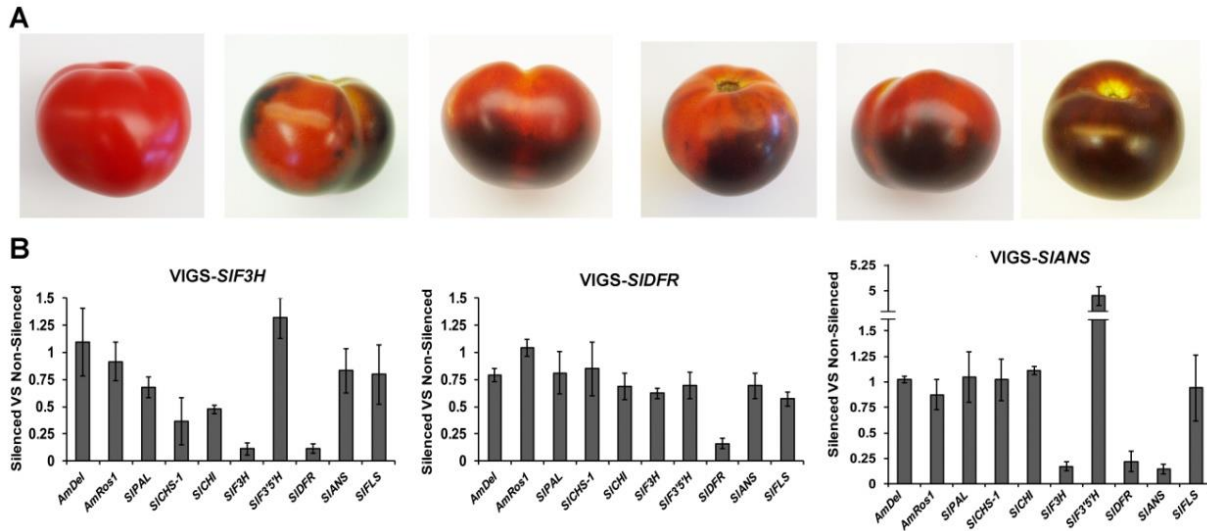 A
B
VIGS-SlF3H
Silenced VS Non-Silenced
1.5
1.25
1
0.75
0.5
0.25
0
AmDel
AmRos1
SlPAL
SlCHS-1
SlCHI
SlF3H
SlF3'5'H
SlDFR
SlANS
SlFLS
VIGS-SlDFR
Silenced VS Non-Silenced
1.5
1.25
1
0.75
0.5
0.25
0
AmDel
AmRos1
SlPAL
SlCHS-1
SlCHI
SlF3H
SlF3'5'H
SlDFR
SlANS
SlFLS
VIGS-SlANS
Silenced VS Non-Silenced
5.25
5
1.5
1.25
1
0.75
0.5
0.25
0
AmDel
AmRos1
SlPAL
SlCHS-1
SlCHI
SlF3H
SlF3'5'H
SlDFR
SlANS
SlFLS